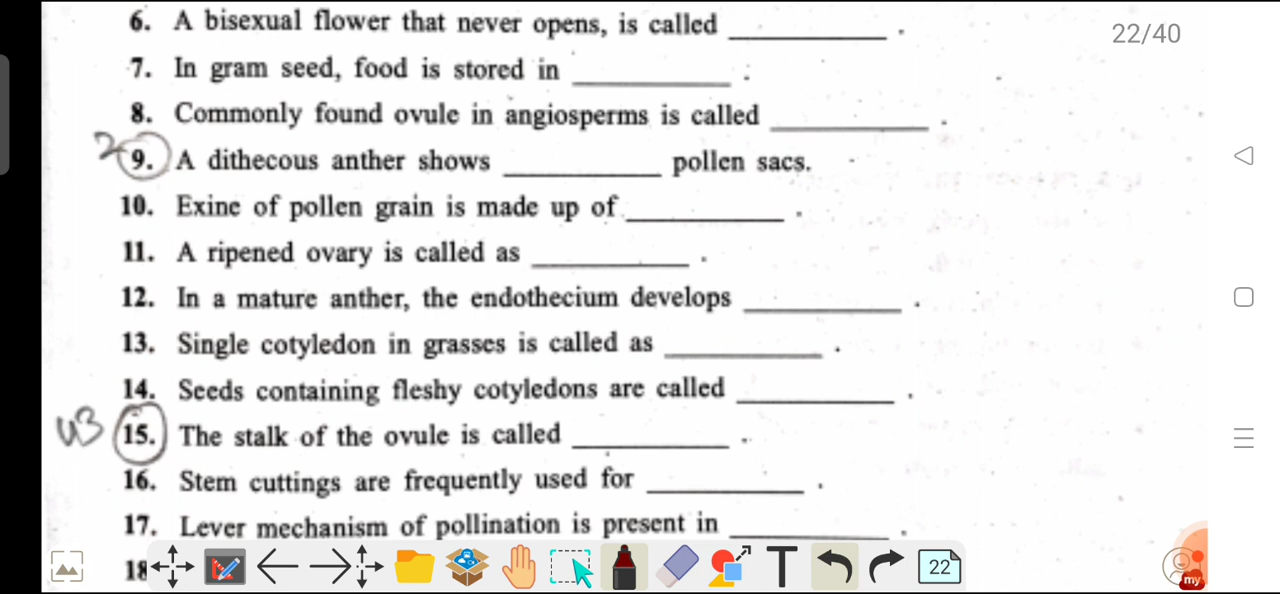 6. A bisexual flower that never opens, is called ________ .
22/40
7. In gram seed, food is stored in ________ .
8. Commonly found ovule in angiosperms is called ________ .
9. A dithecous anther shows ________ pollen sacs.
10. Exine of pollen grain is made up of ________ .
11. A ripened ovary is called as ________ .
12. In a mature anther, the endothecium develops ________ .
13. Single cotyledon in grasses is called as ________ .
14. Seeds containing fleshy cotyledons are called ________ .
15. The stalk of the ovule is called ________ .
16. Stem cuttings are frequently used for ________ .
17. Lever mechanism of pollination is present in ________ .
18
T
22
my